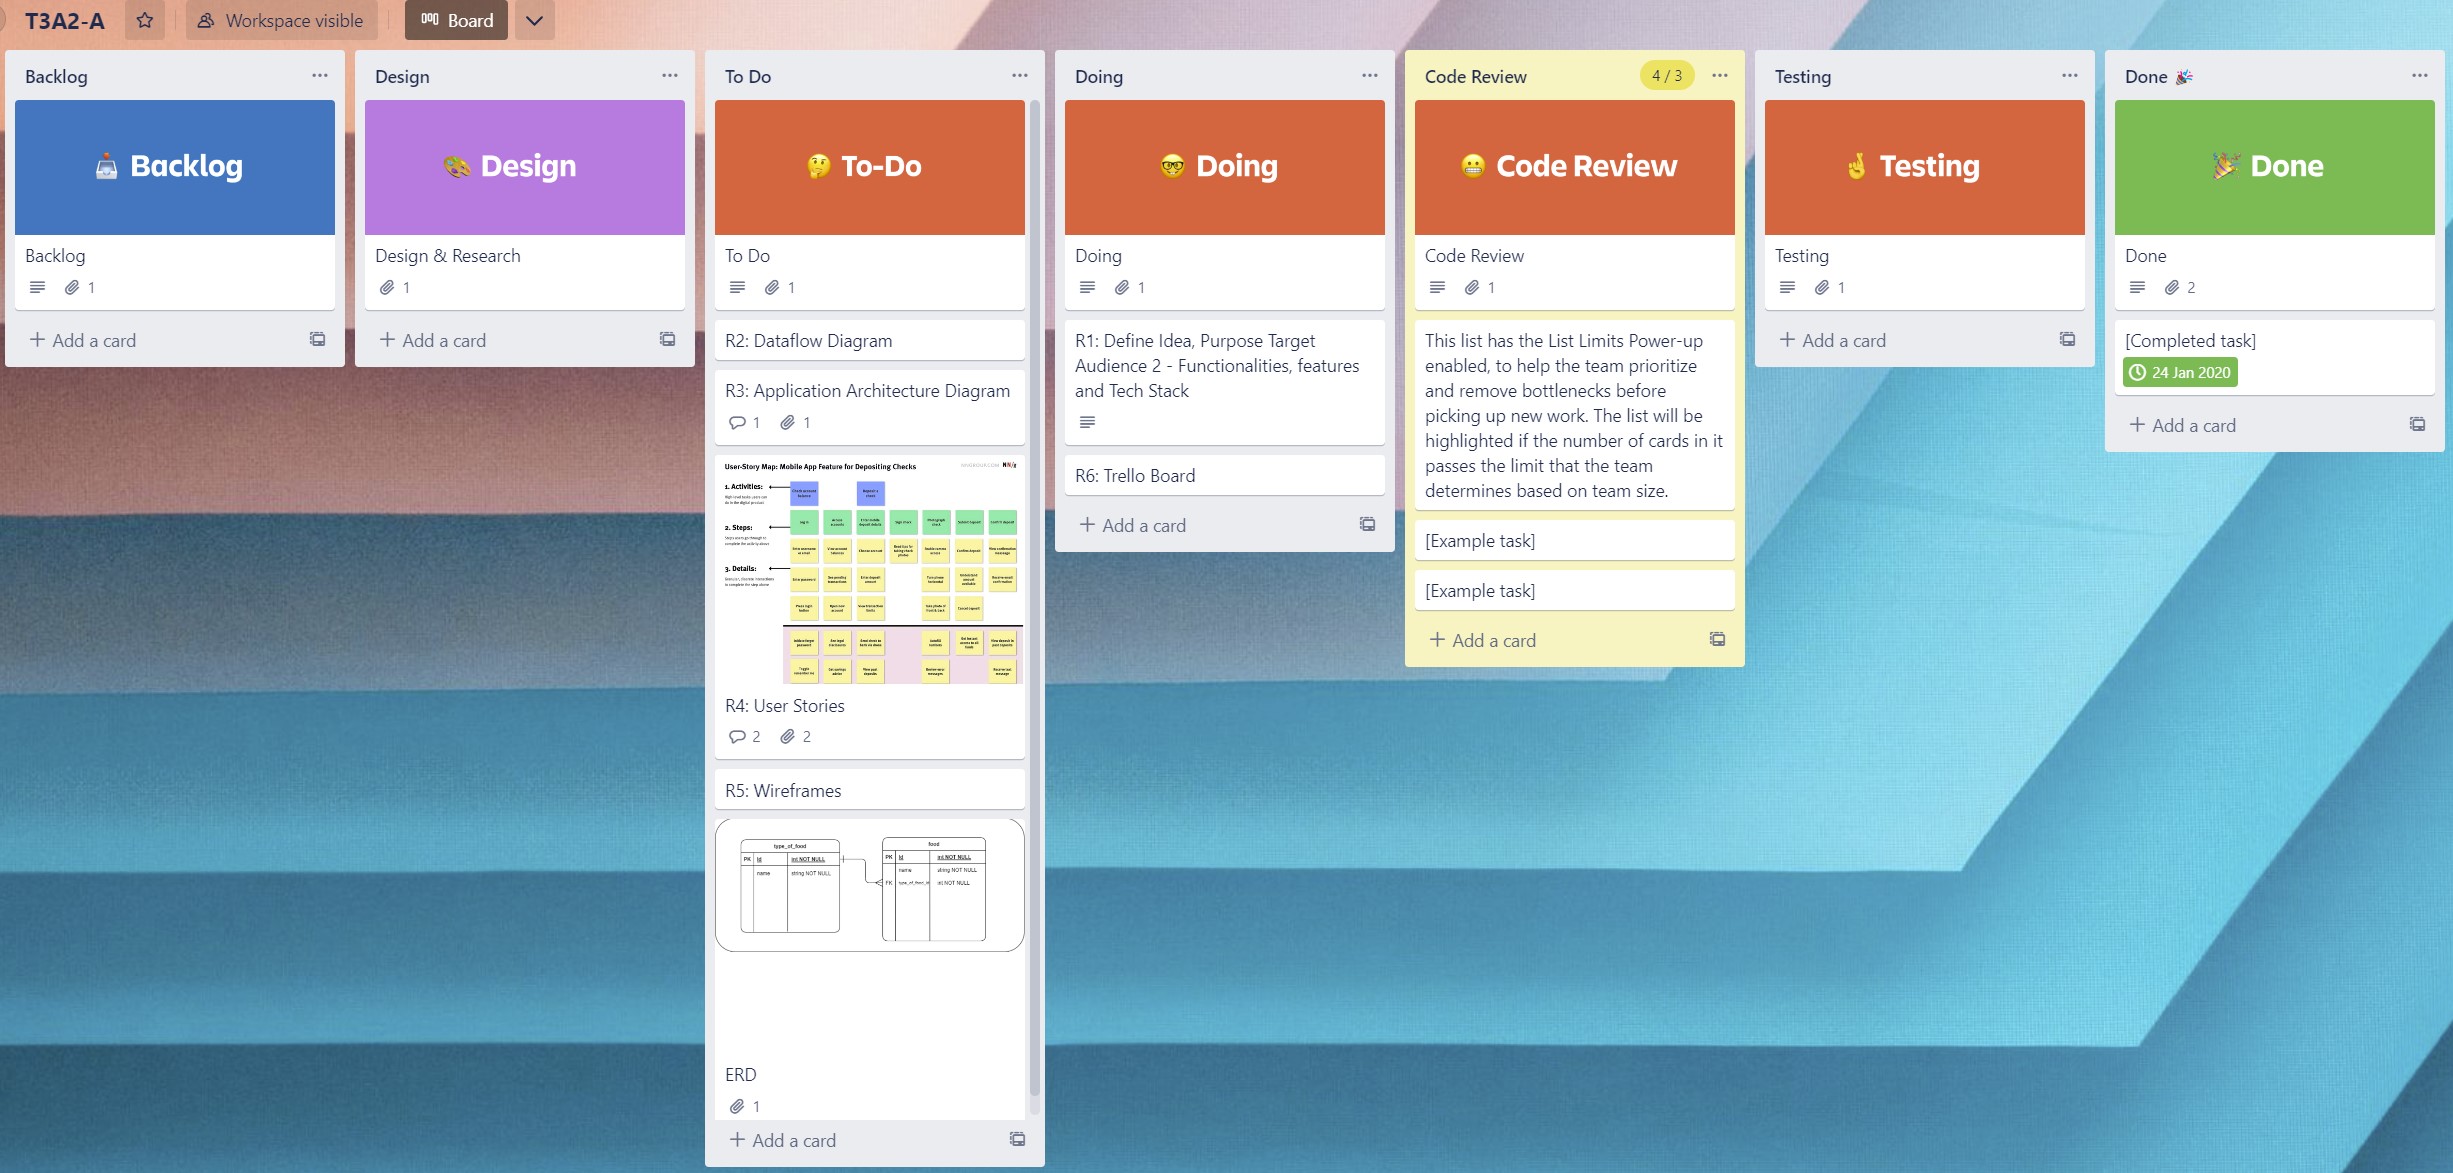 T3A2-A
Workspace visible
Board
Backlog
Backlog
Backlog
1
Add a card
Design
Design
Design & Research
1
Add a card
To Do
To-Do
To Do
1
R2: Dataflow Diagram
R3: Application Architecture Diagram
1 1
User-Story Map: Mobile App Feature for Depositing Checks
NN/g
1. Activities:
2. Steps:
3. Details:
R4: User Stories
2 2
R5: Wireframes
type_of_food
PK id int NOT NULL
name string NOT NULL
food
PK id int NOT NULL
name string NOT NULL
FK type_of_food_id int NOT NULL
ERD
1
Add a card
Doing
Doing
Doing
1
R1: Define Idea, Purpose Target
Audience 2 - Functionalities, features
and Tech Stack
R6: Trello Board
Add a card
Code Review
4 / 3
Code Review
Code Review
1
This list has the List Limits Power-up
enabled, to help the team prioritize
and remove bottlenecks before
picking up new work. The list will be
highlighted if the number of cards in it
passes the limit that the team
determines based on team size.
[Example task]
[Example task]
Add a card
Testing
Testing
Testing
1
Add a card
Done
Done
Done
2
[Completed task]
24 Jan 2020
Add a card